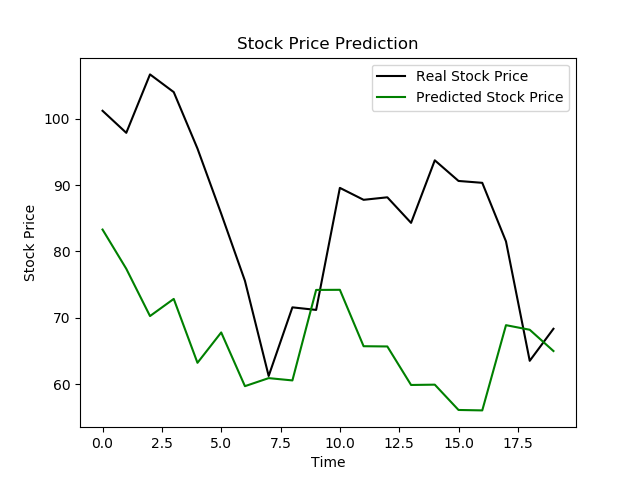 Stock Price Prediction
Real Stock Price
Predicted Stock Price
Stock Price
100
90
80
70
60
0.0 2.5 5.0 7.5 10.0 12.5 15.0 17.5
Time